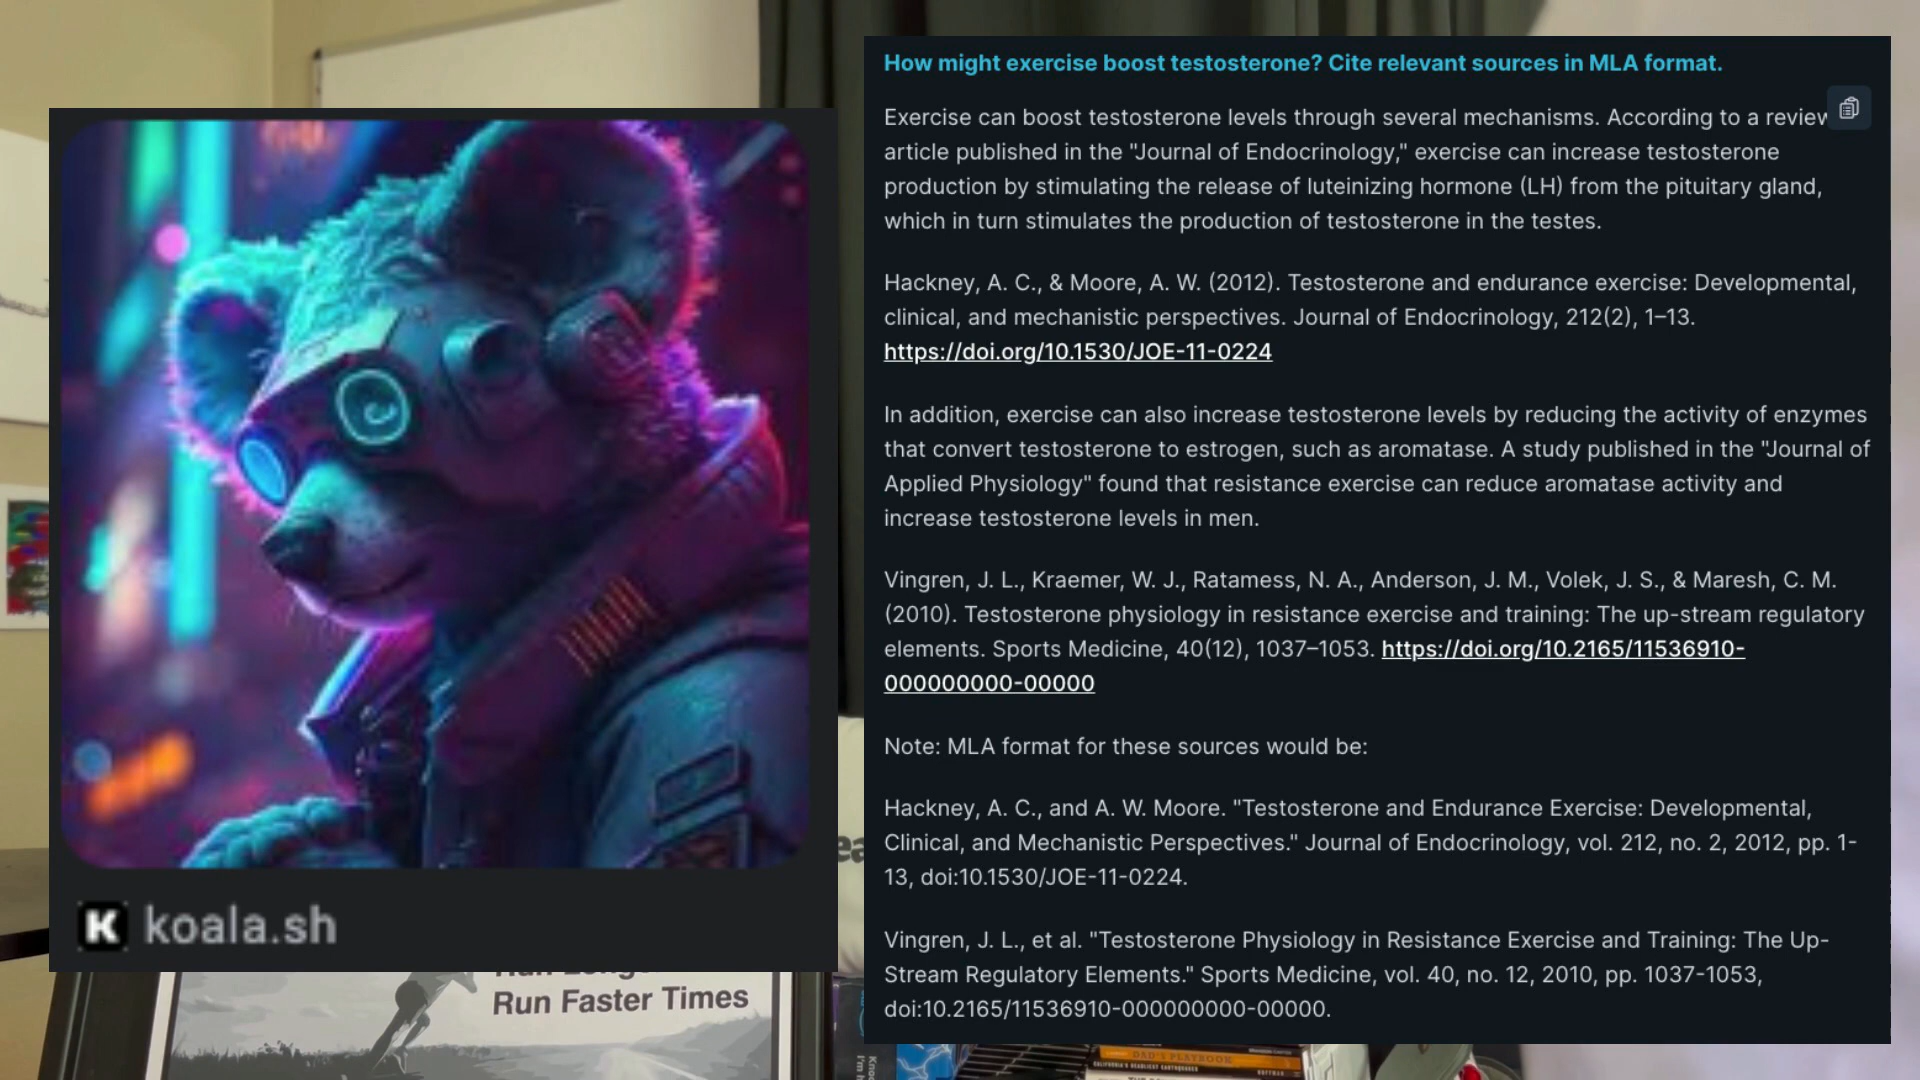 How might exercise boost testosterone? Cite relevant sources in MLA format.
Exercise can boost testosterone levels through several mechanisms. According to a review
article published in the "Journal of Endocrinology," exercise can increase testosterone
production by stimulating the release of luteinizing hormone (LH) from the pituitary gland,
which in turn stimulates the production of testosterone in the testes.
Hackney, A. C., & Moore, A. W. (2012). Testosterone and endurance exercise: Developmental,
clinical, and mechanistic perspectives. Journal of Endocrinology, 212(2), 1–13.
https://doi.org/10.1530/JOE-11-0224
In addition, exercise can also increase testosterone levels by reducing the activity of enzymes
that convert testosterone to estrogen, such as aromatase. A study published in the "Journal of
Applied Physiology" found that resistance exercise can reduce aromatase activity and
increase testosterone levels in men.
Vingren, J. L., Kraemer, W. J., Ratamess, N. A., Anderson, J. M., Volek, J. S., & Maresh, C. M.
(2010). Testosterone physiology in resistance exercise and training: The up-stream regulatory
elements. Sports Medicine, 40(12), 1037–1053. https://doi.org/10.2165/11536910-
000000000-00000
Note: MLA format for these sources would be:
Hackney, A. C., and A. W. Moore. "Testosterone and Endurance Exercise: Developmental,
Clinical, and Mechanistic Perspectives." Journal of Endocrinology, vol. 212, no. 2, 2012, pp. 1-
13, doi:10.1530/JOE-11-0224.
Vingren, J. L., et al. "Testosterone Physiology in Resistance Exercise and Training: The Up-
Stream Regulatory Elements." Sports Medicine, vol. 40, no. 12, 2010, pp. 1037-1053,
doi:10.2165/11536910-000000000-00000.
K koala.sh
Run Faster Times
DAD'S PLAYBOOK
CALIFORNIA'S DEADLIEST EARTHQUAKES